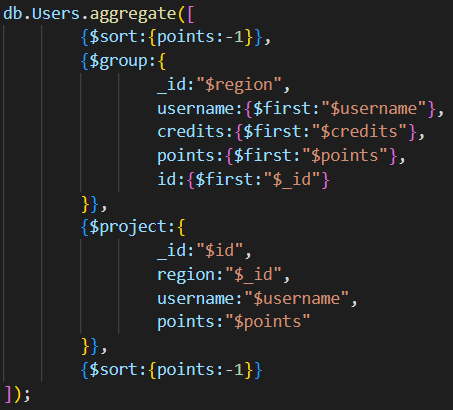 db.Users.aggregate([
{$sort:{points:-1}},
{$group:{
_id:"$region",
username:{$first:"$username"},
credits:{$first:"$credits"},
points:{$first:"$points"},
id:{$first:"$_id"}
}},
{$project:{
_id:"$id",
region:"$_id",
username:"$username",
points:"$points"
}},
{$sort:{points:-1}}
]);